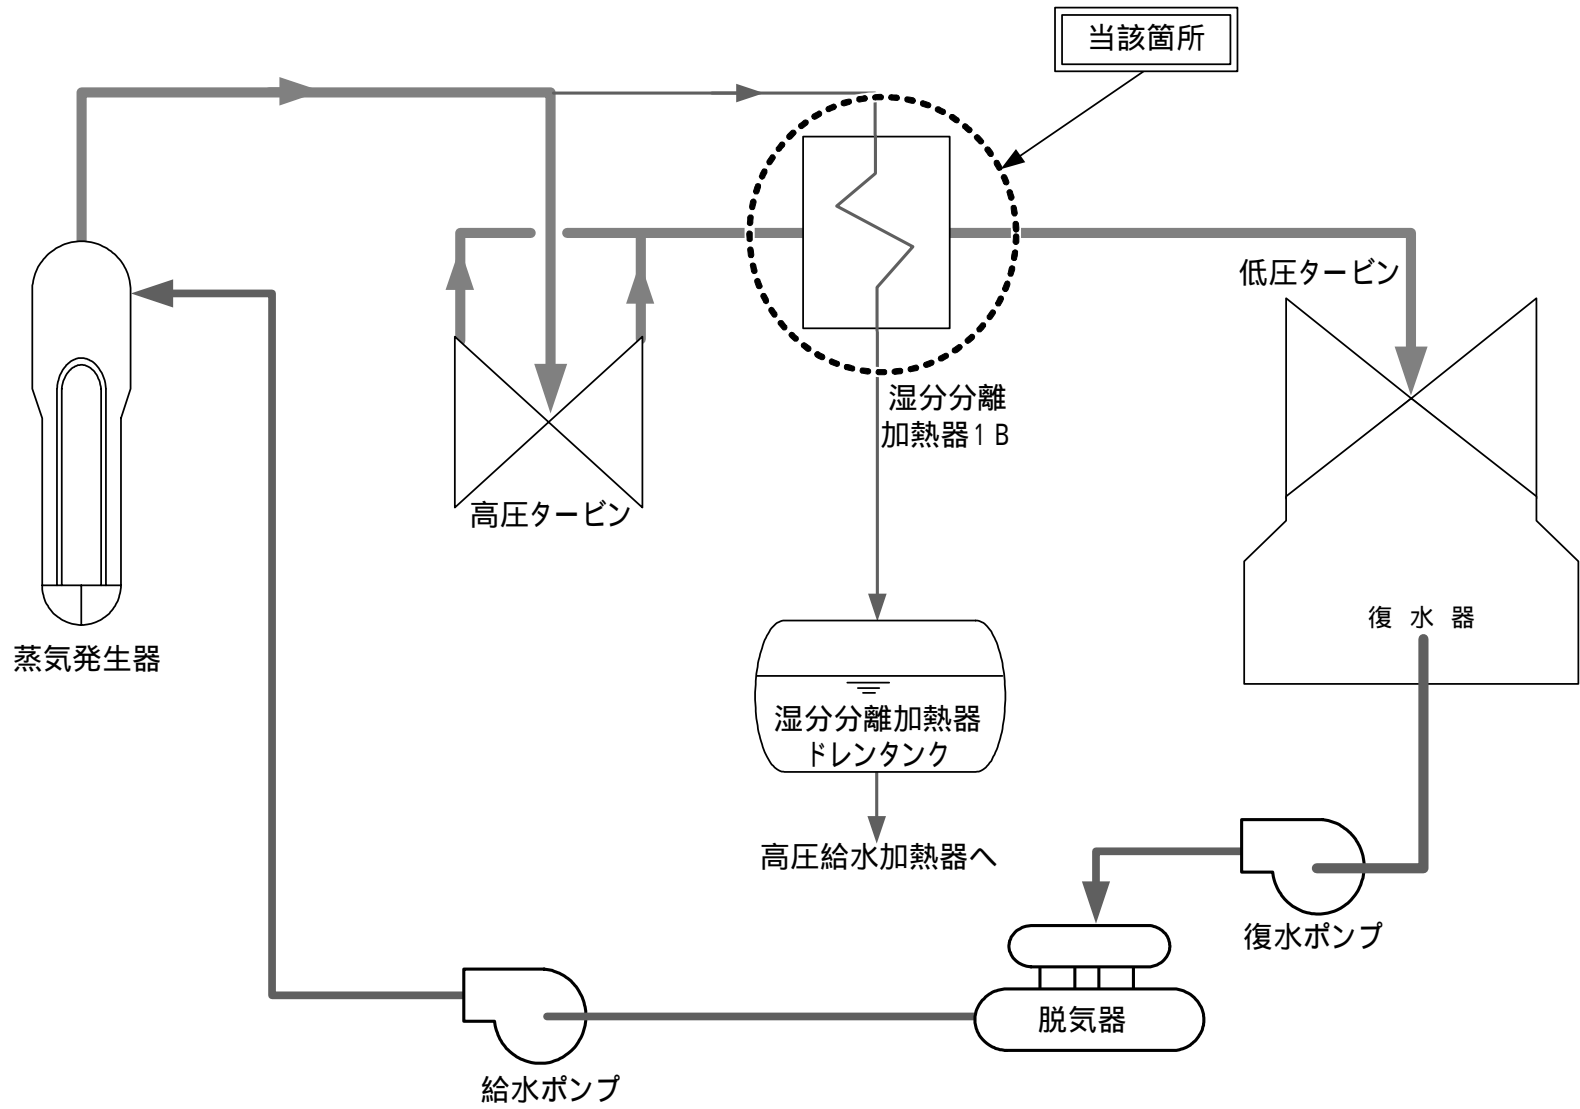 当該箇所
低圧タービン
湿分分離
加熱器1B
高圧タービン
復水器
蒸気発生器
湿分分離加熱器
ドレンタンク
高圧給水加熱器へ
復水ポンプ
脱気器
給水ポンプ